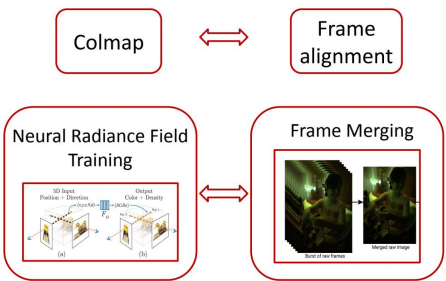 Colmap
Frame
alignment
Neural Radiance Field
Training
5D Input
Position + Direction
Output
Color + Density
(x,y,z,θ,ϕ)
(RGBσ)
(a)
(b)
Frame Merging
Burst of raw frames
Merged raw image